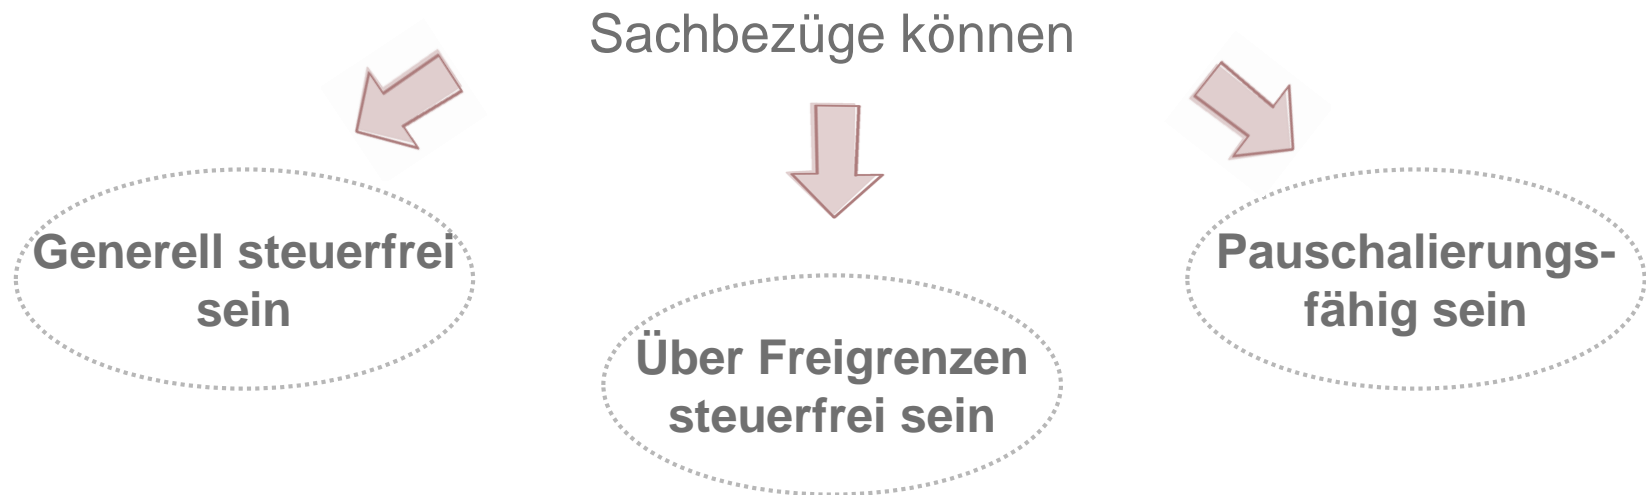 Sachbezüge können
Generell steuerfrei
sein
Über Freigrenzen
steuerfrei sein
Pauschalierungs-
fähig sein